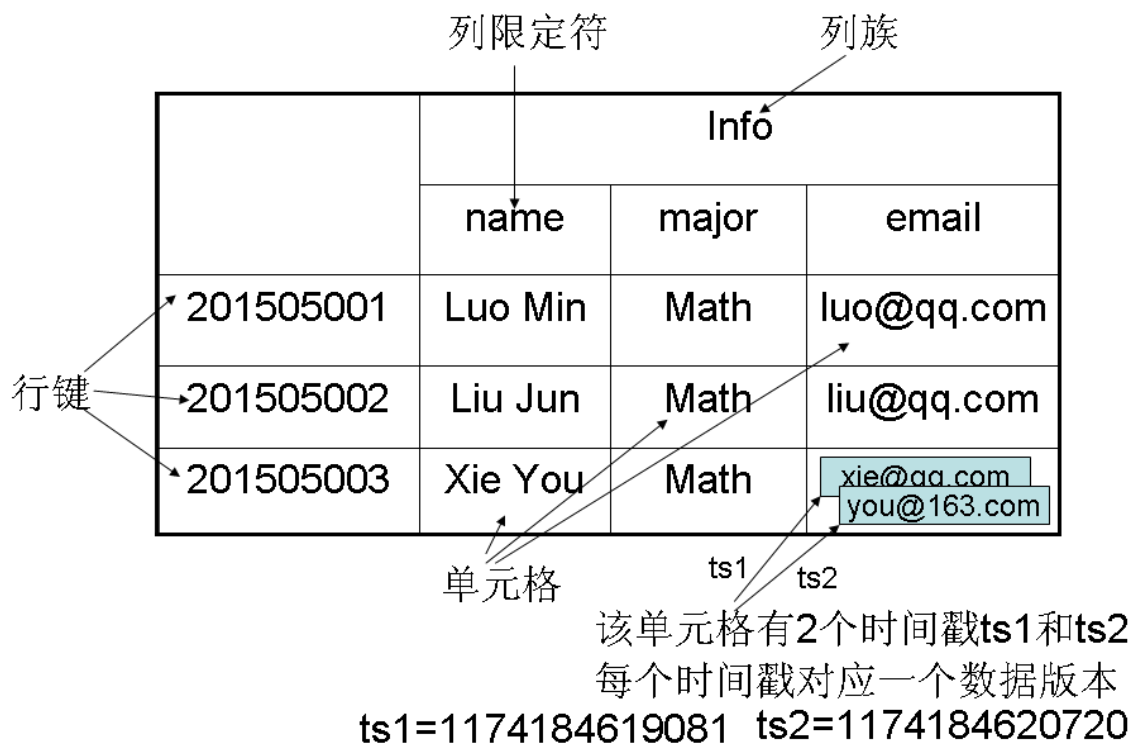 列限定符 列族
Info
name major email
201505001 Luo Min Math luo@qq.com
行键
201505002 Liu Jun Math liu@qq.com
201505003 Xie You Math xie@qq.com
you@163.com
单元格 ts1 ts2
该单元格有2个时间戳ts1和ts2
每个时间戳对应一个数据版本
ts1=1174184619081 ts2=1174184620720